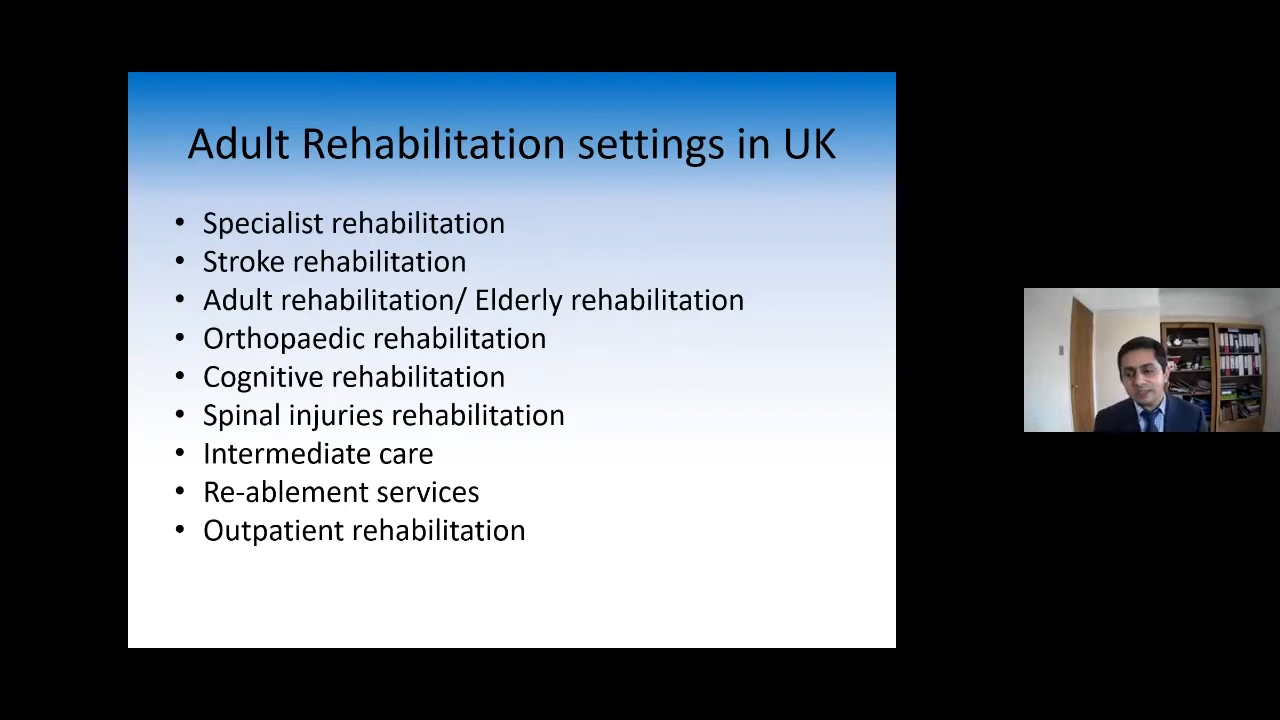 Adult Rehabilitation settings in UK
• Specialist rehabilitation
• Stroke rehabilitation
• Adult rehabilitation/ Elderly rehabilitation
• Orthopaedic rehabilitation
• Cognitive rehabilitation
• Spinal injuries rehabilitation
• Intermediate care
• Re-ablement services
• Outpatient rehabilitation